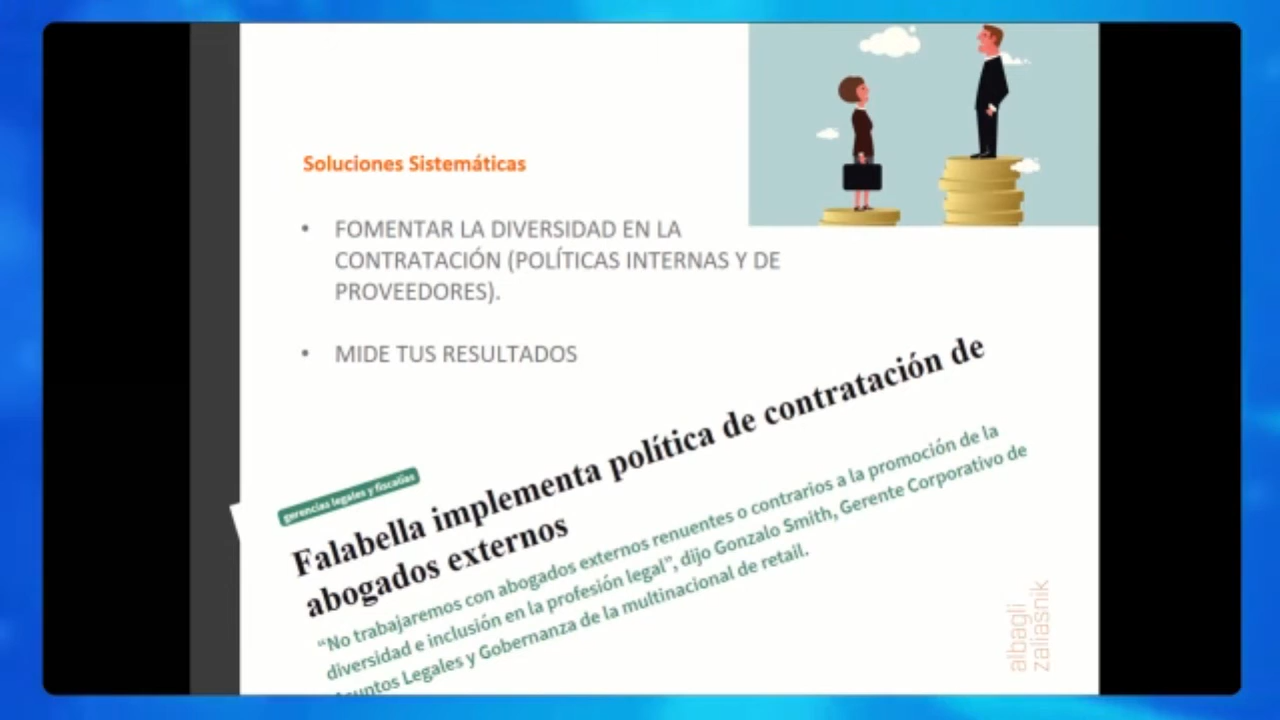 Soluciones Sistemáticas
• FOMENTAR LA DIVERSIDAD EN LA
CONTRATACIÓN (POLÍTICAS INTERNAS Y DE
PROVEEDORES).
• MIDE TUS RESULTADOS
gerencias legales y fiscalías
Falabella implementa política de contratación de
abogados externos
“No trabajaremos con abogados externos renuentes o contrarios a la promoción de la
diversidad e inclusión en la profesión legal”, dijo Gonzalo Smith, Gerente Corporativo de
Asuntos Legales y Gobernanza de la multinacional de retail.
albagli
zaliasnik